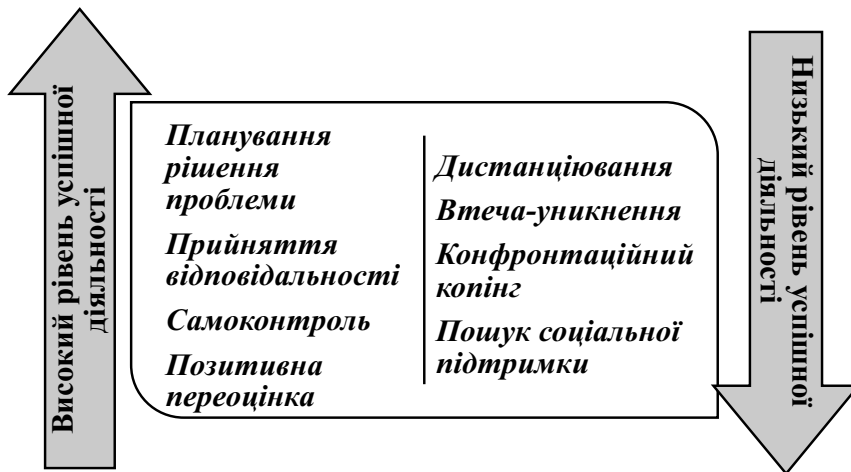 Високий рівень успішної
діяльності
Планування
рішення
проблеми
Прийняття
відповідальності
Самоконтроль
Позитивна
переоцінка
Дистанціювання
Втеча-уникнення
Конфронтаційний
копінг
Пошук соціальної
підтримки
Низький рівень успішної
діяльності